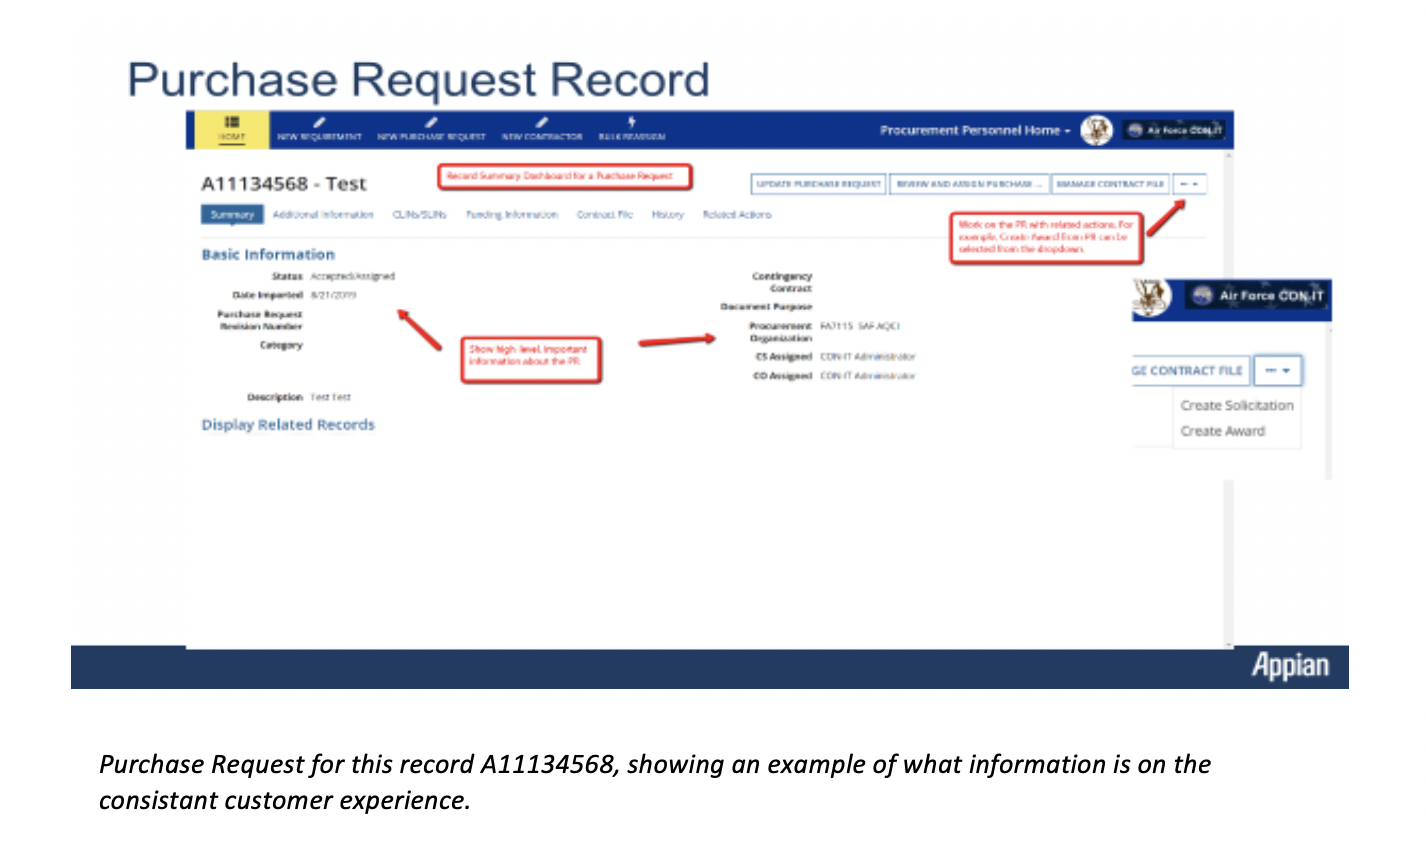 Purchase Request Record
HOME
NEW REQUIREMENT
NEW PURCHASE REQUEST
NEW CONTRACTOR
BULK REVISION
Procurement Personnel Home
Air Force CON-IT
A11134568 - Test
Record Summary Dashboard for a Purchase Request
UPDATE PURCHASE REQUEST
REVIEW AND ASSIGN PURCHASE ...
MANAGE CONTRACT FILE
Summary
Additional Information
CLINs/SLINs
Funding Information
Contract File
History
Related Actions
Work on the PR with related actions. For
example, Create Award from PR can be
selected from the dropdown.
Basic Information
Status Accepted/Assigned
Date Imported 8/21/2019
Purchase Request
Revision Number
Category
Description Test Test
Show high level, important
information about the PR
Contingency
Contract
Document Purpose
Procurement FA7115 SAF AQCI
Organization
CS Assigned CON-IT Administrator
CO Assigned CON-IT Administrator
Display Related Records
Air Force CON-IT
GE CONTRACT FILE
Create Solicitation
Create Award
Appian
Purchase Request for this record A11134568, showing an example of what information is on the
consistant customer experience.